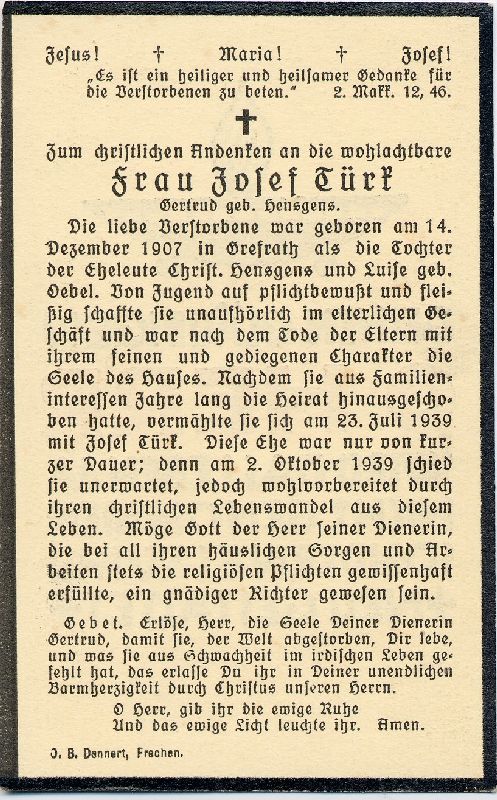 Jesus! † Maria! † Josef!
„Es ist ein heiliger und heilsamer Gedanke für
die Verstorbenen zu beten.“ 2. Makk. 12, 46.
Zum christlichen Andenken an die wohlachtbare
Frau Josef Türk
Gertrud geb. Hensgens.
Die liebe Verstorbene war geboren am 14.
Dezember 1907 in Grefrath als die Tochter
der Eheleute Christ. Hensgens und Luise geb.
Oebel. Von Jugend auf pflichtbewußt und flei-
ßig schaffte sie unaufhörlich im elterlichen Ge-
schäft und war nach dem Tode der Eltern mit
ihrem feinen und gediegenen Charakter die
Seele des Hauses. Nachdem sie aus Familien-
interessen Jahre lang die Heirat hinausgescho-
ben hatte, vermählte sie sich am 23. Juli 1939
mit Josef Türk. Diese Ehe war nur von kur-
zer Dauer; denn am 2. Oktober 1939 schied
sie unerwartet, jedoch wohlvorbereitet durch
ihren christlichen Lebenswandel aus diesem
Leben. Möge Gott der Herr seiner Dienerin,
die bei all ihren häuslichen Sorgen und Ar-
beiten stets die religiösen Pflichten gewissenhaft
erfüllte, ein gnädiger Richter gewesen sein.
Gebet. Erlöse, Herr, die Seele Deiner Dienerin
Gertrud, damit sie, der Welt abgestorben, Dir lebe,
und was sie aus Schwachheit im irdischen Leben ge-
fehlt hat, das erlasse Du ihr in Deiner unendlichen
Barmherzigkeit durch Christus unseren Herrn.
O Herr, gib ihr die ewige Ruhe
Und das ewige Licht leuchte ihr. Amen.
J. B. Dannert, Frechen.